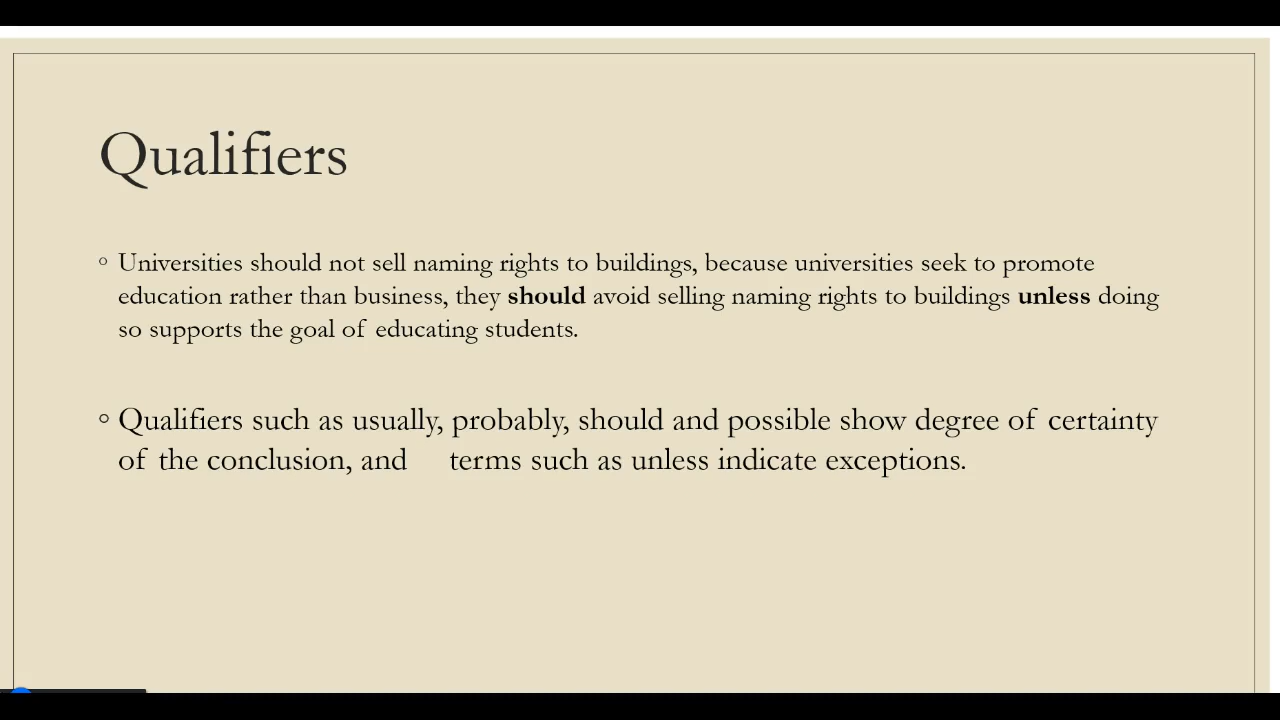 Qualifiers
◦ Universities should not sell naming rights to buildings, because universities seek to promote
education rather than business, they should avoid selling naming rights to buildings unless doing
so supports the goal of educating students.
◦ Qualifiers such as usually, probably, should and possible show degree of certainty
of the conclusion, and terms such as unless indicate exceptions.